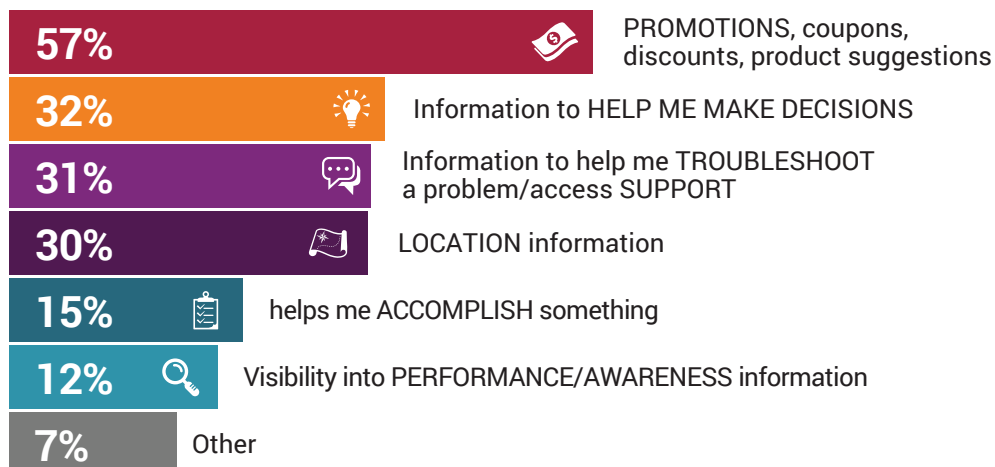 57%
PROMOTIONS, coupons,
discounts, product suggestions
32%
Information to HELP ME MAKE DECISIONS
31%
Information to help me TROUBLESHOOT
a problem/access SUPPORT
30%
LOCATION information
15%
helps me ACCOMPLISH something
12%
Visibility into PERFORMANCE/AWARENESS information
7%
Other